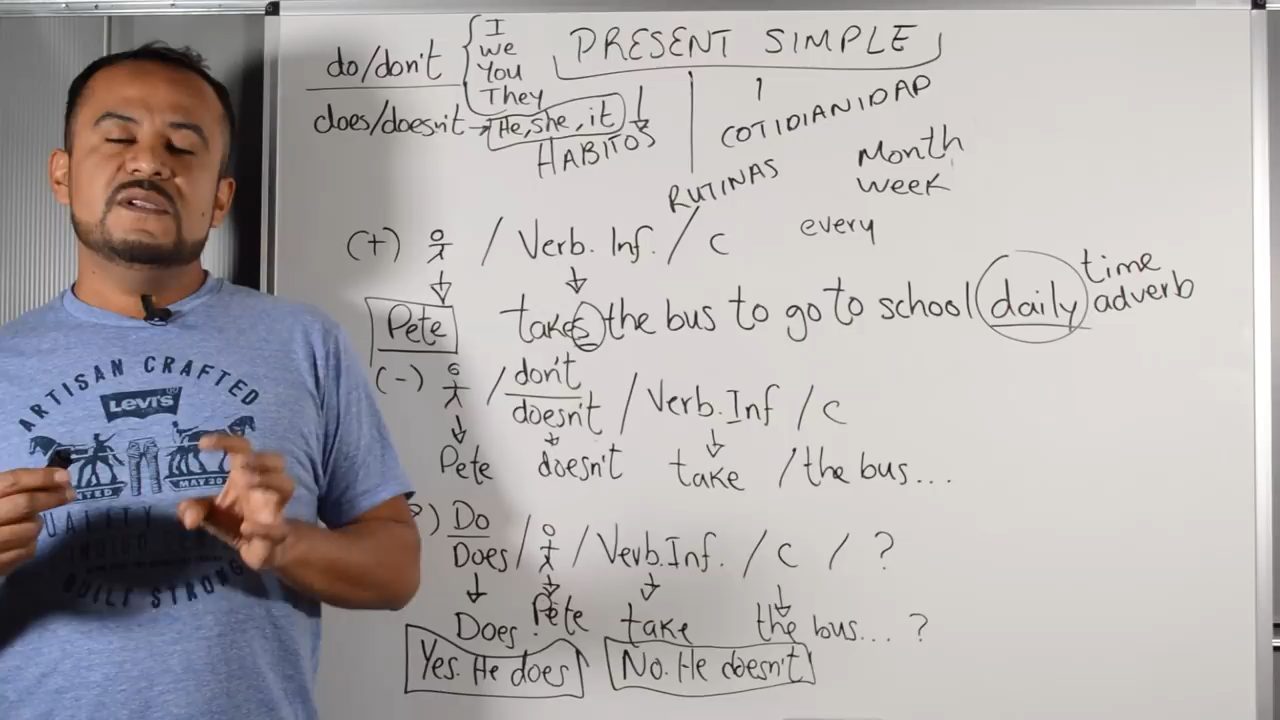 PRESENT SIMPLE
do/don't { I
we
You
They
does/doesn't → He, she, it
HABITOS
RUTINAS
COTIDIANIDAD
Month
week
every
(+) / Verb. Inf. / C
Pete takes the bus to go to school daily
time
adverb
(-) / don't
doesn't / Verb. Inf / C
Pete doesn't take / the bus...
?) Do
Does / / Verb. Inf. / C / ?
Does Pete take the bus... ?
Yes. He does No. He doesn't
ARTISAN CRAFTED
LEVI'S
MAY 20
QUALITY
BUILT STRONG